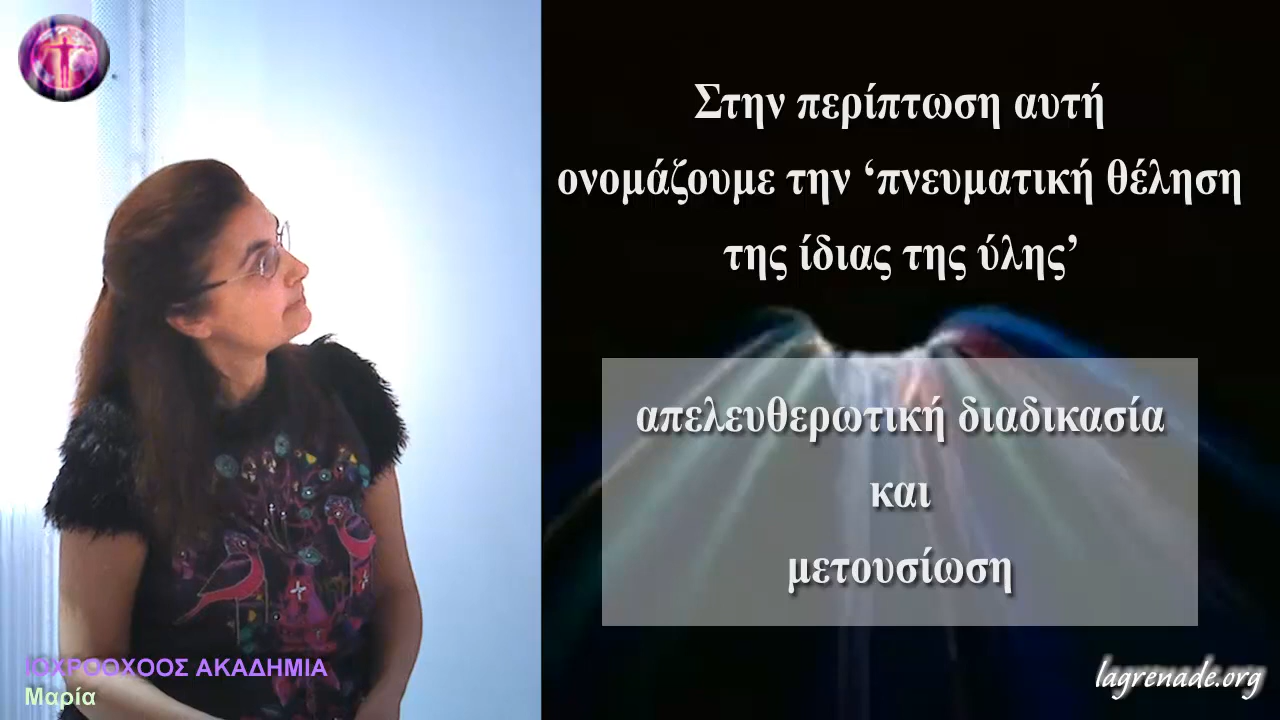 Στην περίπτωση αυτή
ονομάζουμε την ‘πνευματική θέληση
της ίδιας της ύλης’
απελευθερωτική διαδικασία
και
μετουσίωση
ΙΟΧΡΟΘΧΟΟΣ ΑΚΑΔΗΜΙΑ
Μαρία
lagrenade.org